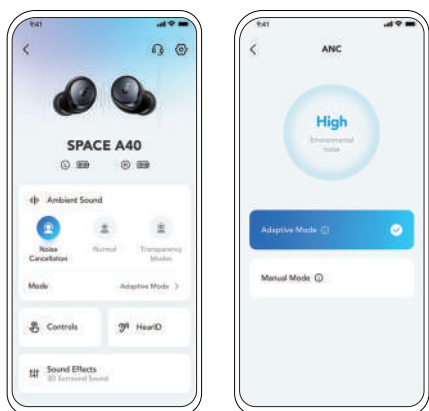 9:41
SPACE A40
L
R
Ambient Sound
Noise
Cancellation
Normal
Transparency
Modes
Mode
Adaptive Mode >
Controls
HearID
Sound Effects
3D Surround Sound
9:41
ANC
High
Environmental
noise
Adaptive Mode
Manual Mode